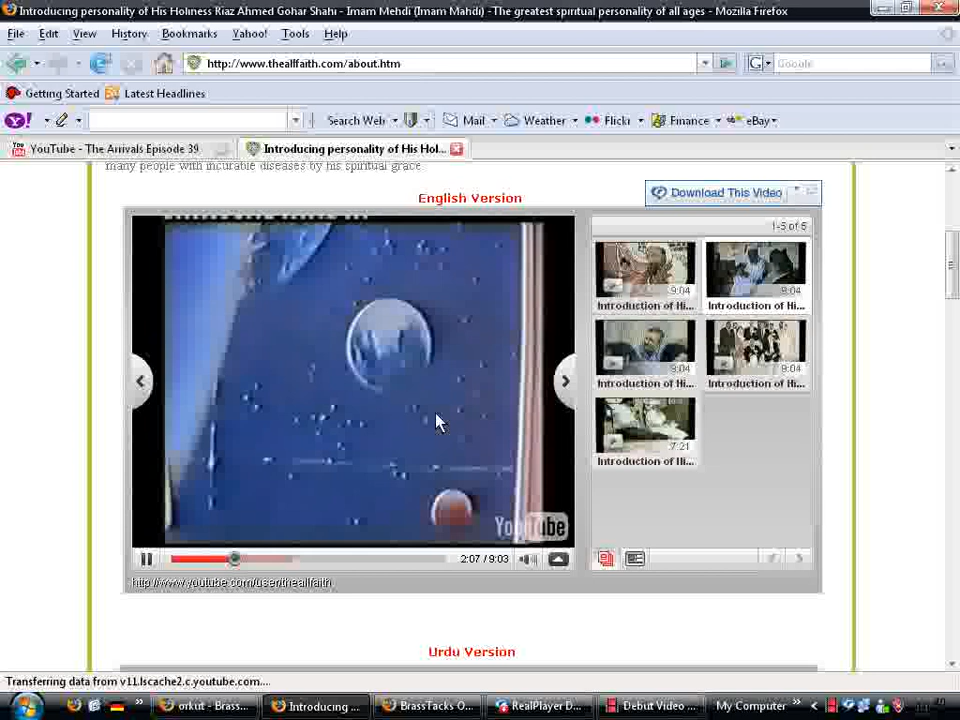 Introducing personality of His Holiness Riaz Ahmed Gohar Shahi - Imam Mehdi (Imam Mahdi) -The greatest spiritual personality of all ages - Mozilla Firefox
File Edit View History Bookmarks Yahoo! Tools Help
http://www.theallfaith.com/about.htm
Google
Getting Started Latest Headlines
Y! Search Web Mail Weather Flickr Finance eBay
YouTube - The Arrivals Episode 39
Introducing personality of His Hol...
many people with incurable diseases by his spiritual grace.
English Version
Download This Video
1-5 of 5
9:04 9:04
Introduction of Hi... Introduction of Hi...
9:04 9:04
Introduction of Hi... Introduction of Hi...
7:21
Introduction of Hi...
YouTube
2:07 / 9:03
http://www.youtube.com/user/theallfaith
Urdu Version
Transferring data from v11.lscache2.c.youtube.com....
orkut - Brass... Introducing ... BrassTacks O... RealPlayer D... Debut Video ... My Computer